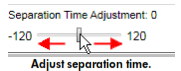 Separation Time Adjustment: 0
-120 120
Adjust separation time.